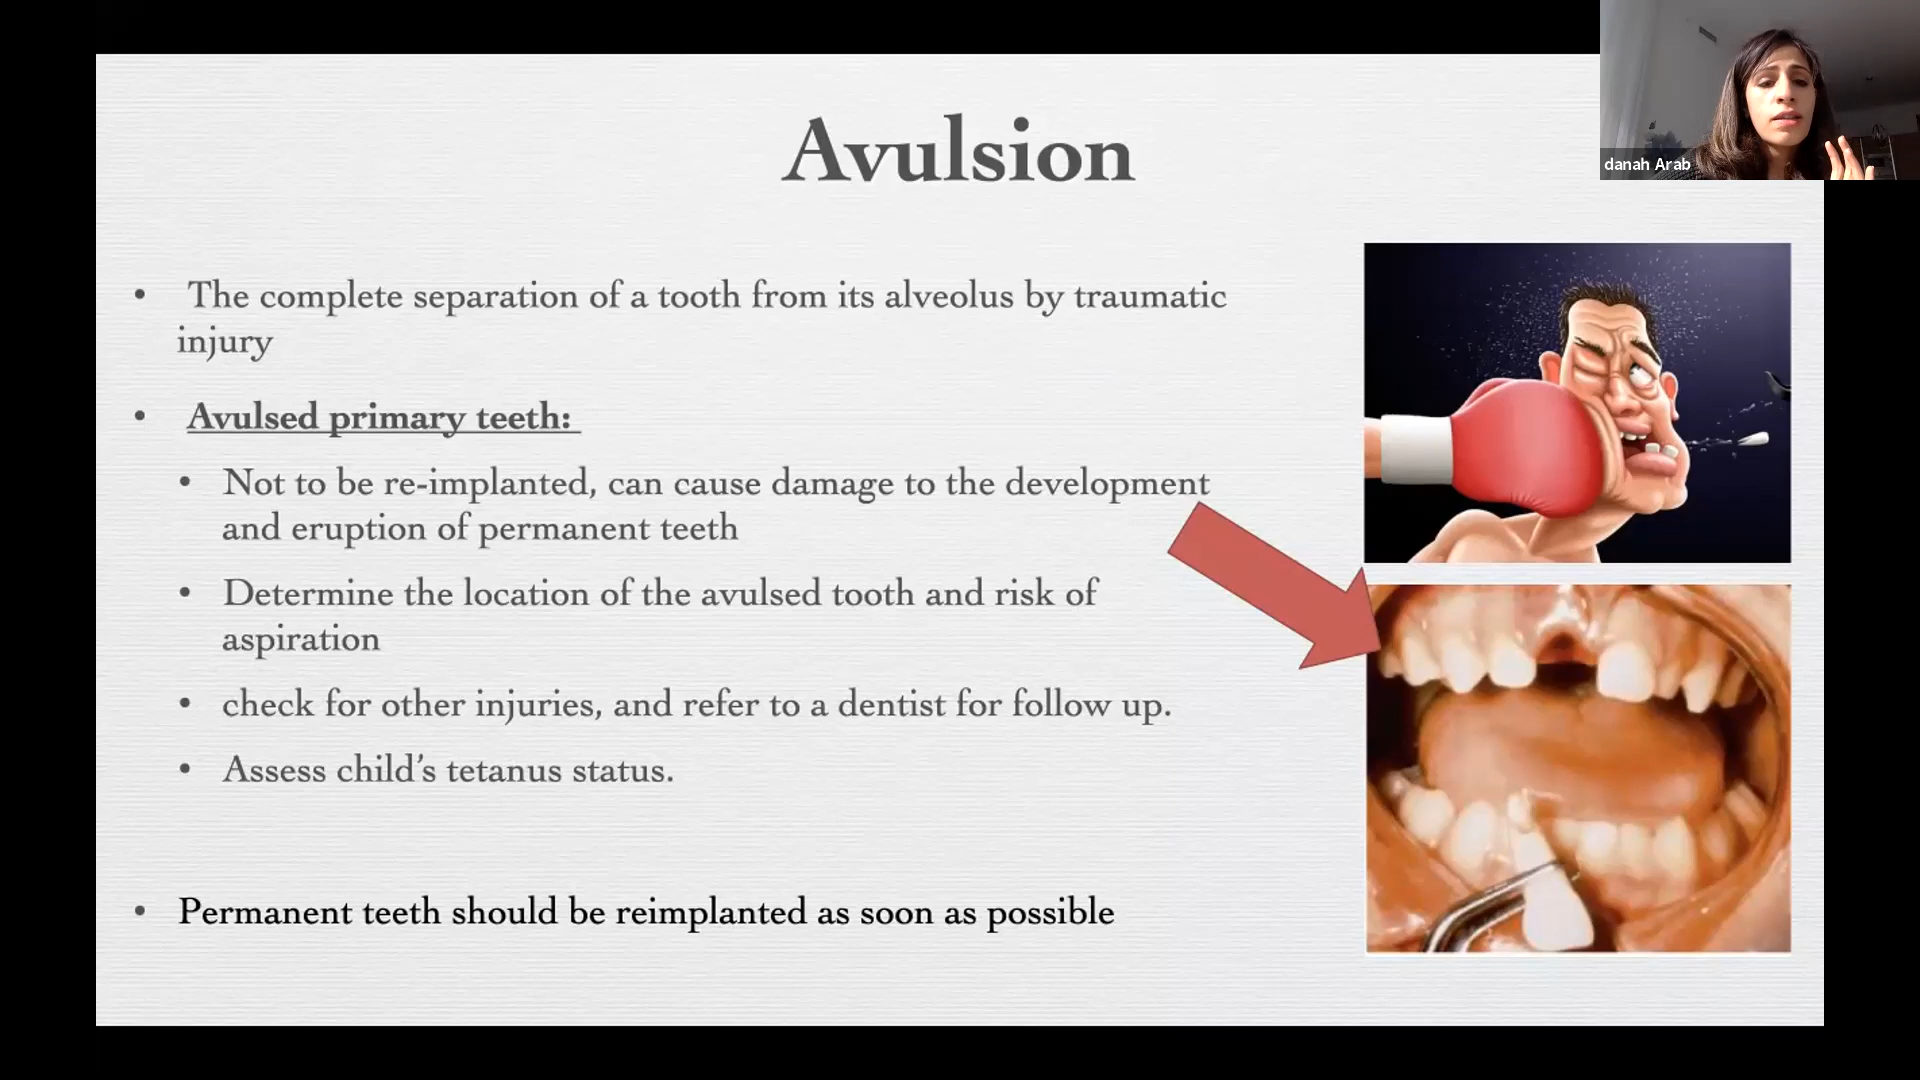 danah Arab
Avulsion
• The complete separation of a tooth from its alveolus by traumatic
injury
• Avulsed primary teeth:
• Not to be re-implanted, can cause damage to the development
and eruption of permanent teeth
• Determine the location of the avulsed tooth and risk of
aspiration
• check for other injuries, and refer to a dentist for follow up.
• Assess child’s tetanus status.
• Permanent teeth should be reimplanted as soon as possible